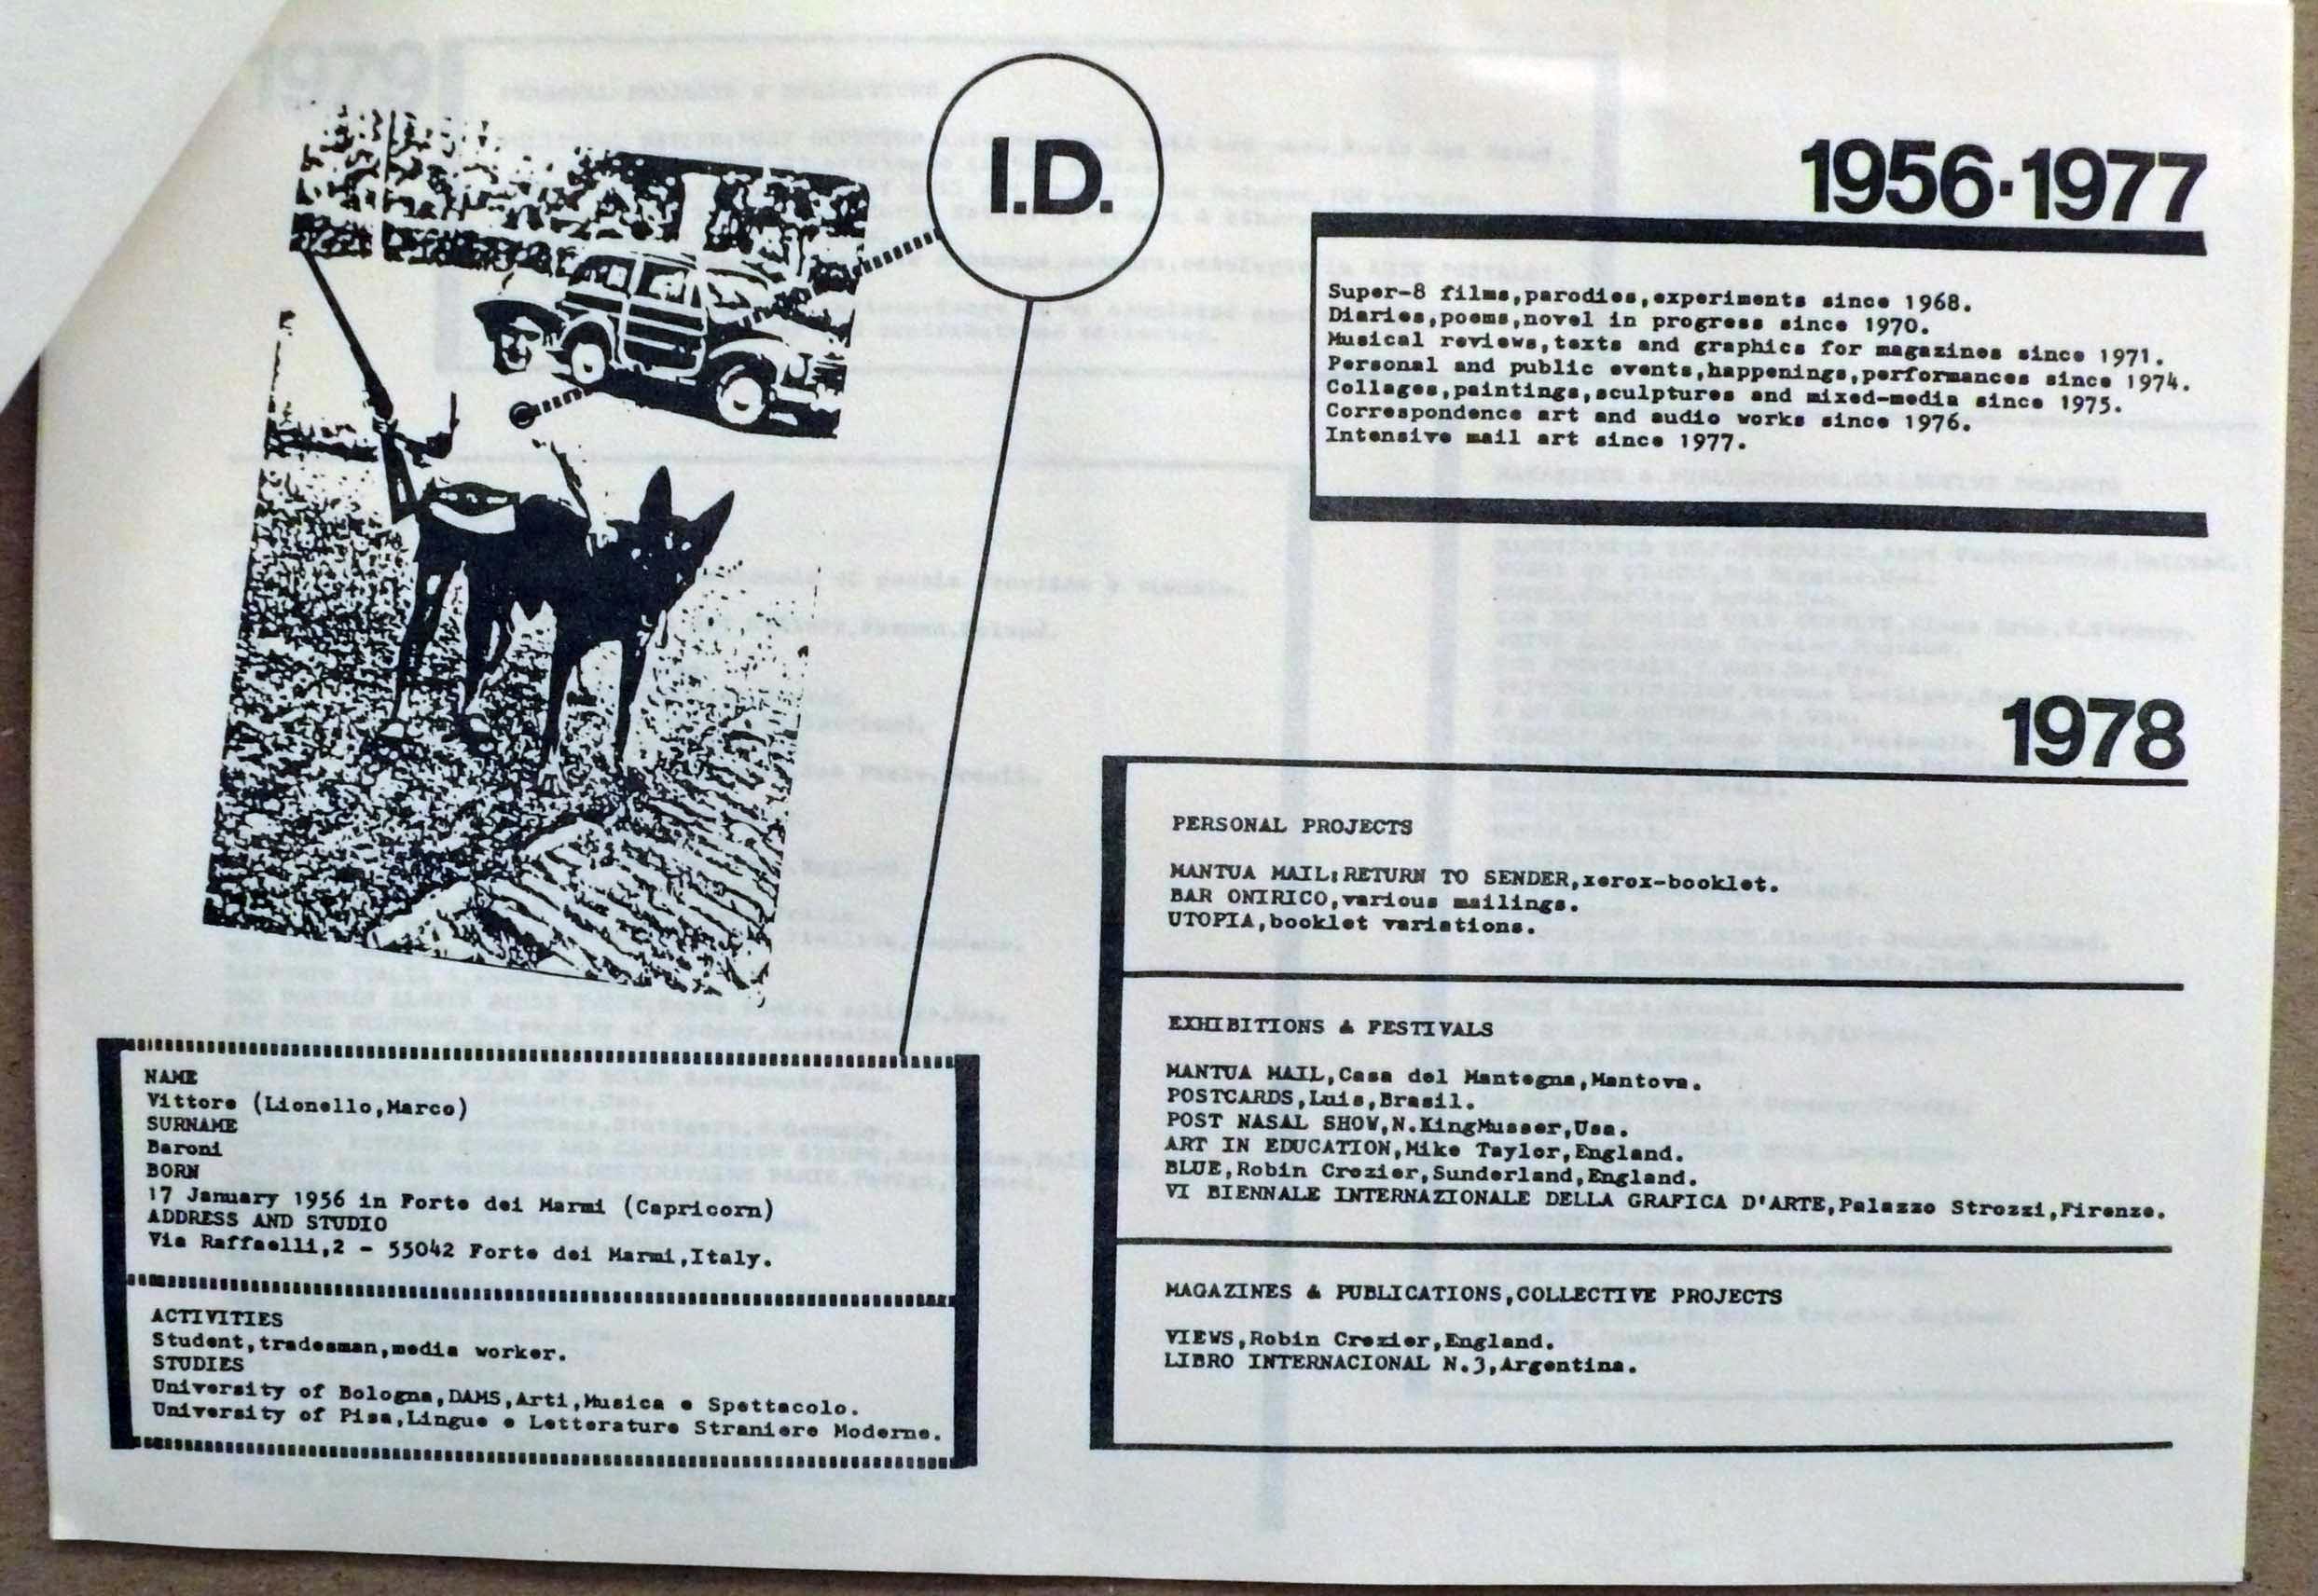 I.D.
NAME
Vittore (Lionello,Marco)
SURNAME
Baroni
BORN
17 January 1956 in Forte dei Marmi (Capricorn)
ADDRESS AND STUDIO
Via Raffaelli,2 - 55042 Forte dei Marmi,Italy.
ACTIVITIES
Student,tradesman,media worker.
STUDIES
University of Bologna,DAMS,Arti,Musica e Spettacolo.
University of Pisa,Lingue e Letterature Straniere Moderne.
1956·1977
Super-8 films,parodies,experiments since 1968.
Diaries,poems,novel in progress since 1970.
Musical reviews,texts and graphics for magazines since 1971.
Personal and public events,happenings,performances since 1974.
Collages,paintings,sculptures and mixed-media since 1975.
Correspondence art and audio works since 1976.
Intensive mail art since 1977.
1978
PERSONAL PROJECTS
MANTUA MAIL:RETURN TO SENDER,xerox-booklet.
BAR ONIRICO,various mailings.
UTOPIA,booklet variations.
EXHIBITIONS & FESTIVALS
MANTUA MAIL,Casa del Mantegna,Mantova.
POSTCARDS,Luis,Brasil.
POST NASAL SHOW,N.KingMusser,Usa.
ART IN EDUCATION,Mike Taylor,England.
BLUE,Robin Crozier,Sunderland,England.
VI BIENNALE INTERNAZIONALE DELLA GRAFICA D'ARTE,Palazzo Strozzi,Firenze.
MAGAZINES & PUBLICATIONS,COLLECTIVE PROJECTS
VIEWS,Robin Crozier,England.
LIBRO INTERNACIONAL N.3,Argentina.
1979